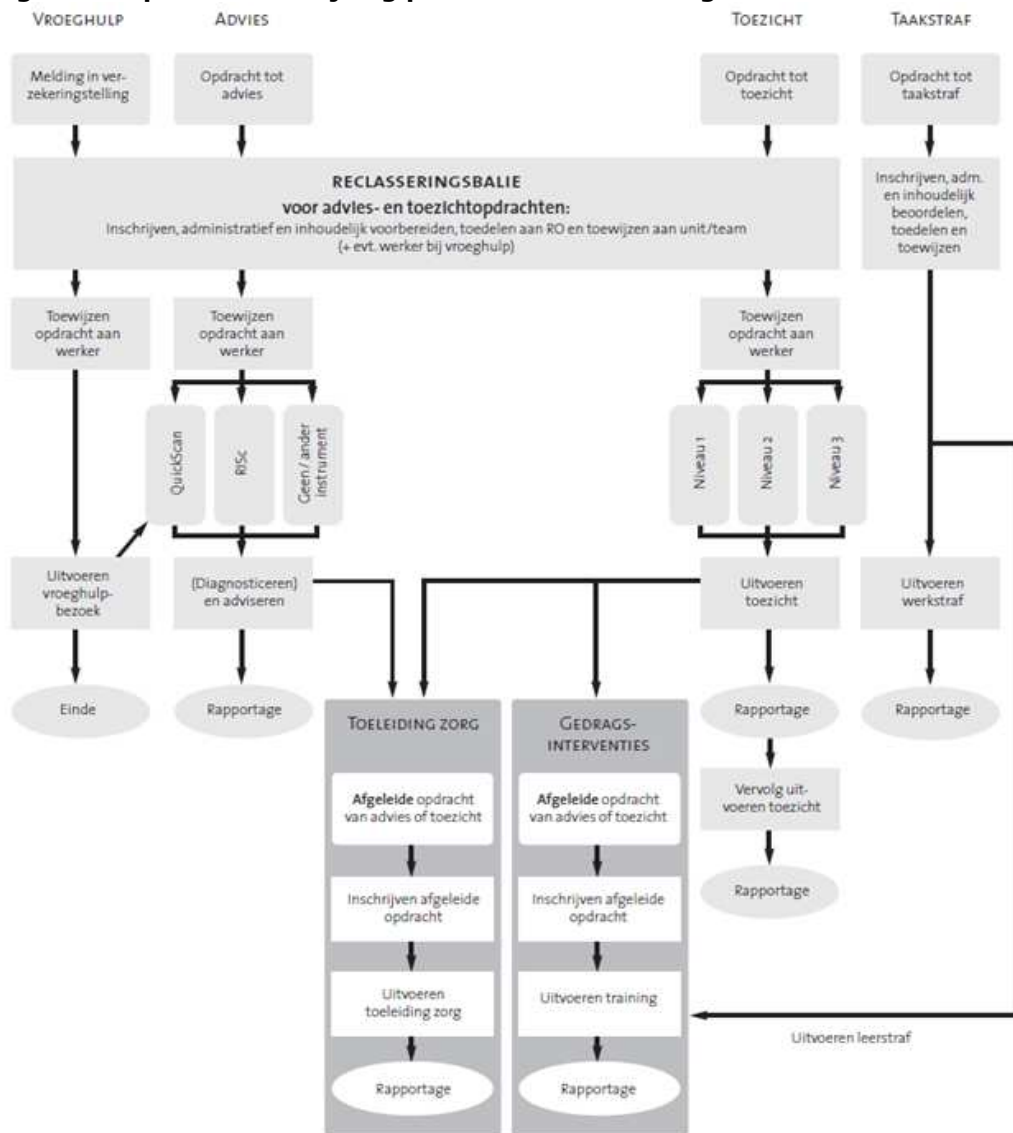 VROEGHULP
ADVIES
TOEZICHT
TAAKSTRAF
Melding in ver-
zekeringstelling
Opdracht tot
advies
Opdracht tot
toezicht
Opdracht tot
taakstraf
RECLASSERINGSBALIE
voor advies- en toezichtopdrachten:
Inschrijven, administratief en inhoudelijk voorbereiden, toedelen aan RO en toewijzen aan unit/team
(+ evt. werker bij vroeghulp)
Inschrijven, adm.
en inhoudelijk
beoordelen,
toedelen en
toewijzen
Toewijzen
opdracht aan
werker
Toewijzen
opdracht aan
werker
Toewijzen
opdracht aan
werker
QuickScan
RISc
Geen / ander
instrument
Niveau 1
Niveau 2
Niveau 3
Uitvoeren
vroeghulp-
bezoek
(Diagnosticeren)
en adviseren
Uitvoeren
toezicht
Uitvoeren
werkstraf
Einde
Rapportage
Rapportage
Rapportage
TOELEIDING ZORG
GEDRAGS-
INTERVENTIES
Afgeleide opdracht
van advies of toezicht
Afgeleide opdracht
van advies of toezicht
Vervolg uit-
voeren toezicht
Rapportage
Inschrijven afgeleide
opdracht
Inschrijven afgeleide
opdracht
Uitvoeren
toeleiding zorg
Uitvoeren training
Uitvoeren leerstraf
Rapportage
Rapportage